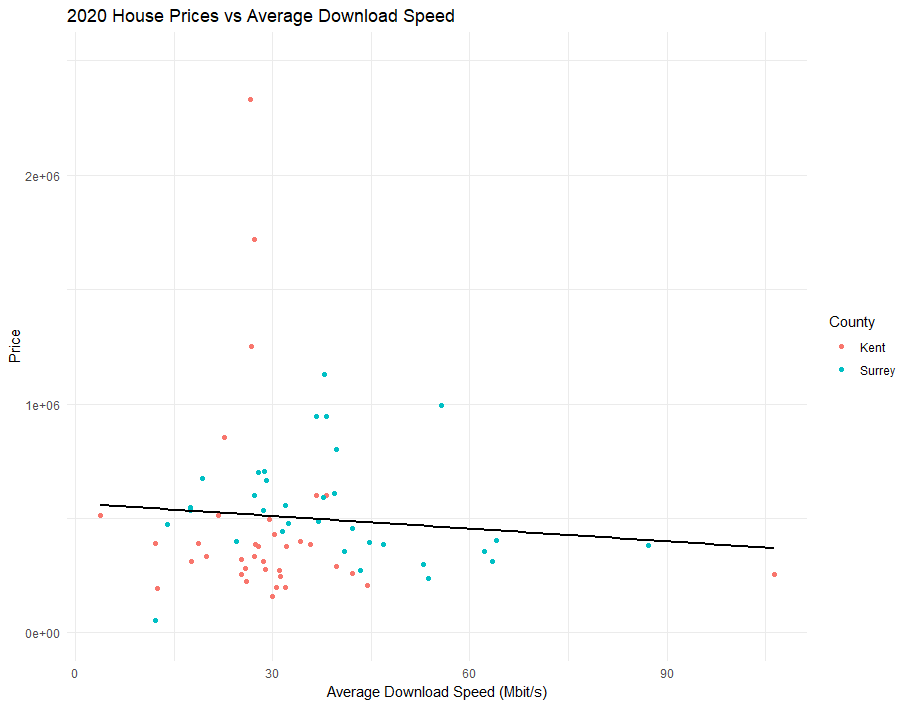 2020 House Prices vs Average Download Speed
Price
2e+06
1e+06
0e+00
0 30 60 90
Average Download Speed (Mbit/s)
County
Kent
Surrey